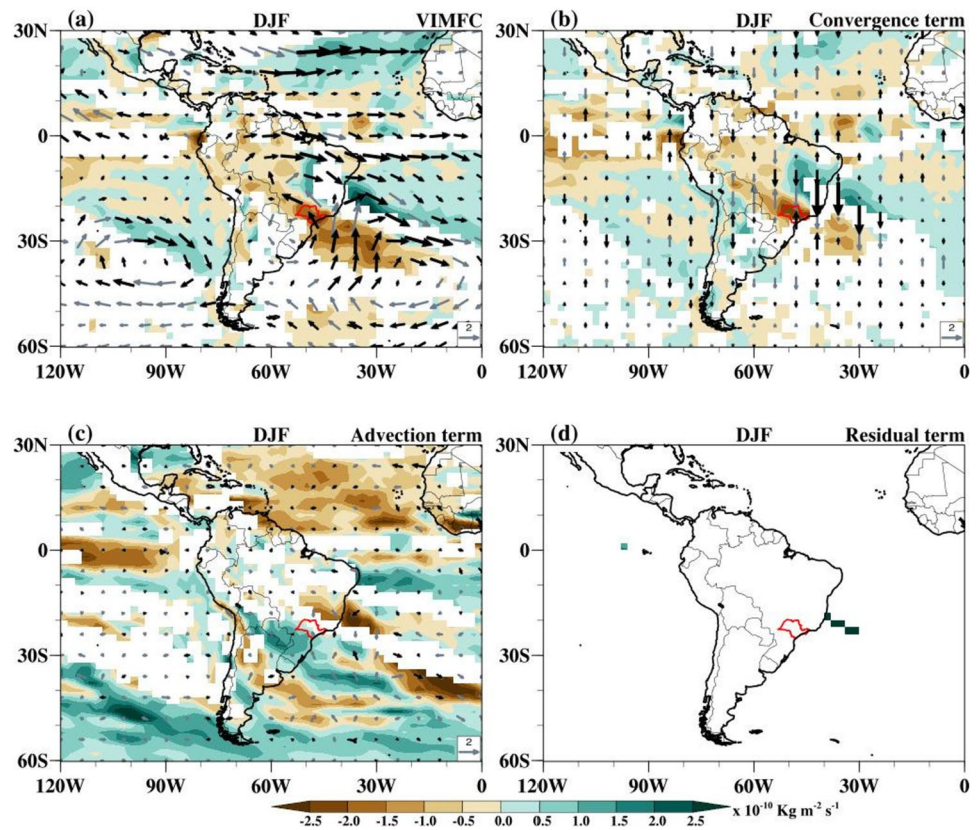 (a) DJF VIMFC
(b) DJF Convergence term
30N
0
30S
60S
2
120W 90W 60W 30W 0
30N
0
30S
60S
2
120W 90W 60W 30W 0
(c) DJF Advection term
(d) DJF Residual term
30N
0
30S
60S
2
120W 90W 60W 30W 0
30N
0
30S
60S
120W 90W 60W 30W 0
-2.5 -2.0 -1.5 -1.0 -0.5 0.0 0.5 1.0 1.5 2.0 2.5
x 10⁻¹⁰ Kg m⁻² s⁻¹